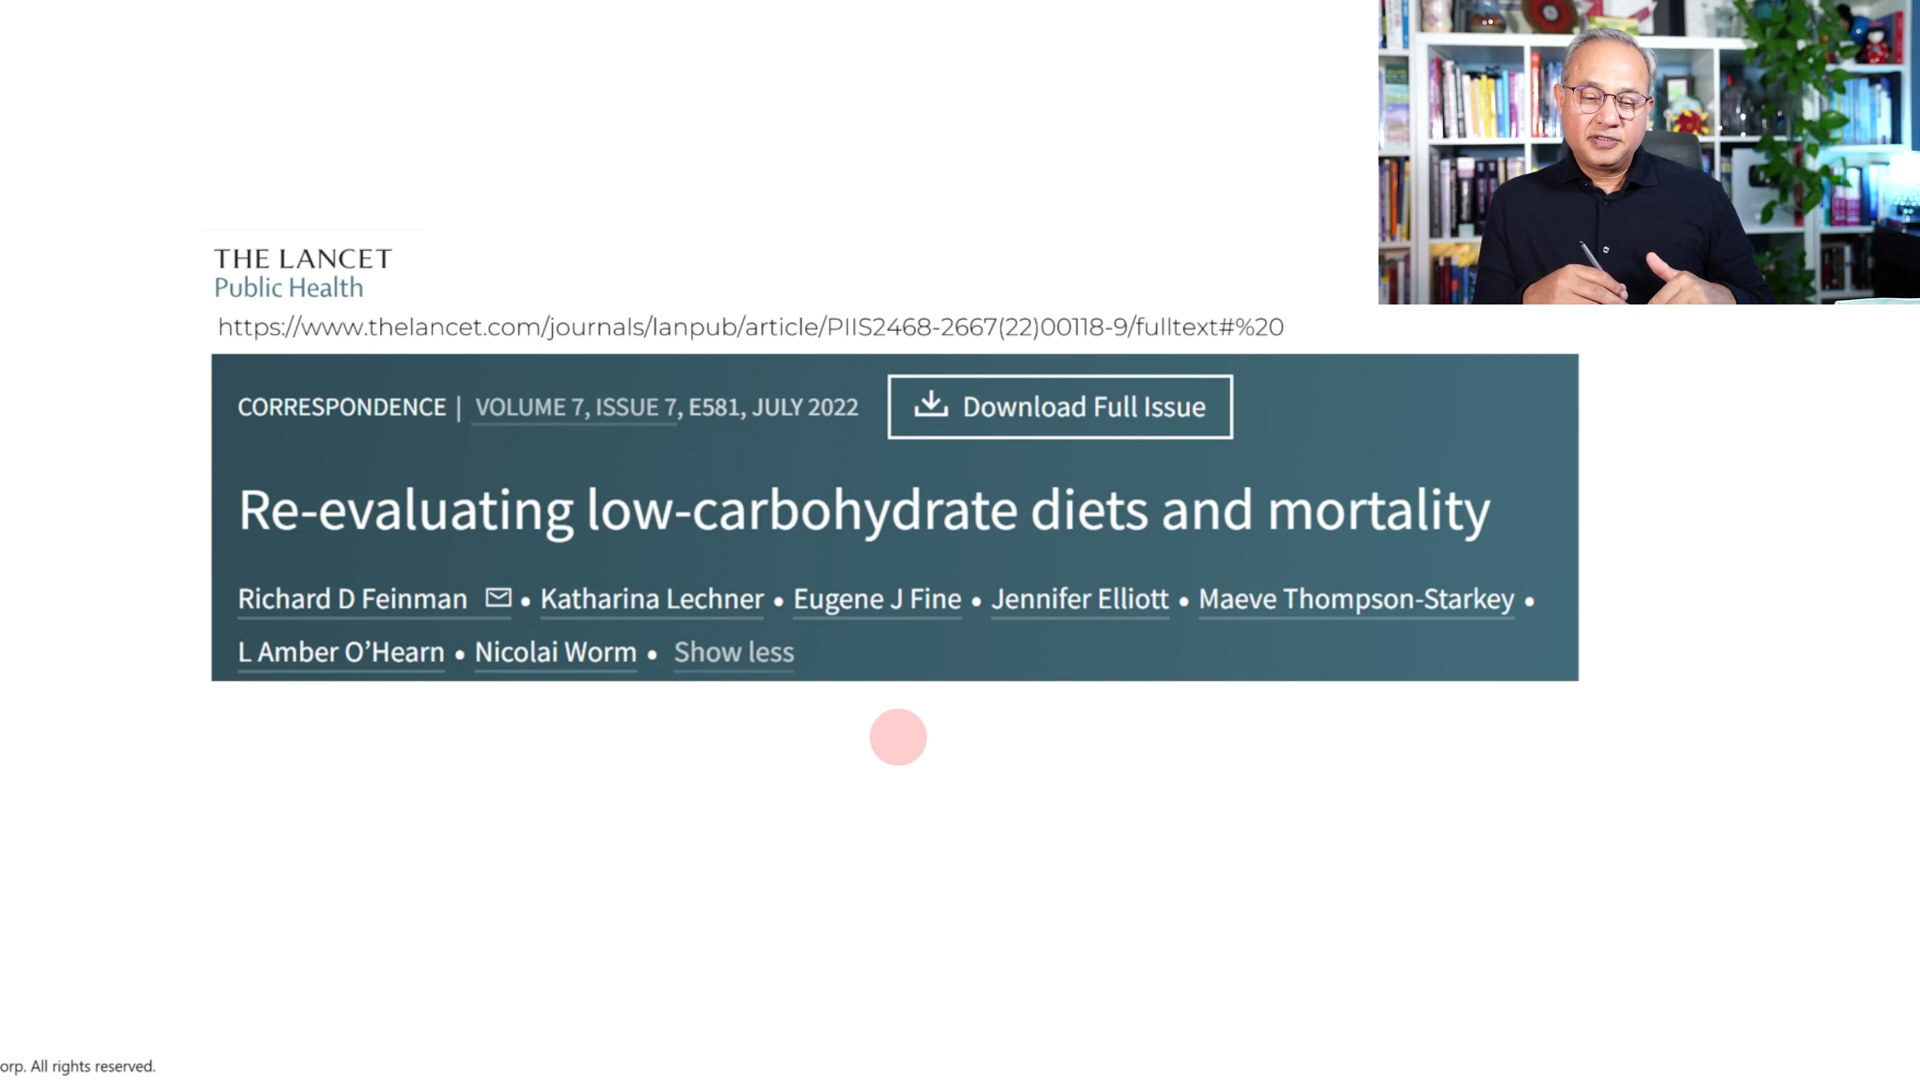 THE LANCET
Public Health
https://www.thelancet.com/journals/lanpub/article/PIIS2468-2667(22)00118-9/fulltext#%20
CORRESPONDENCE | VOLUME 7, ISSUE 7, E581, JULY 2022 Download Full Issue
Re-evaluating low-carbohydrate diets and mortality
Richard D Feinman • Katharina Lechner • Eugene J Fine • Jennifer Elliott • Maeve Thompson-Starkey •
L Amber O’Hearn • Nicolai Worm • Show less
orp. All rights reserved.